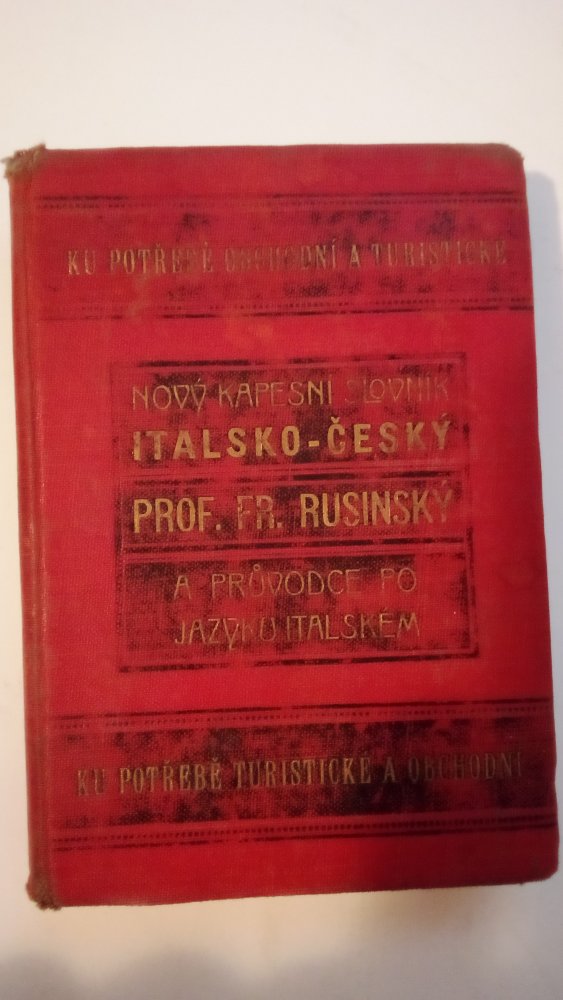 KU POTŘEBĚ OBCHODNÍ A TURISTICKÉ
NOVÝ KAPESNÍ SLOVNÍK
ITALSKO-ČESKÝ
PROF. FR. RUSINSKÝ
A PRŮVODCE PO
JAZYKU ITALSKÉM
KU POTŘEBĚ TURISTICKÉ A OBCHODNÍ